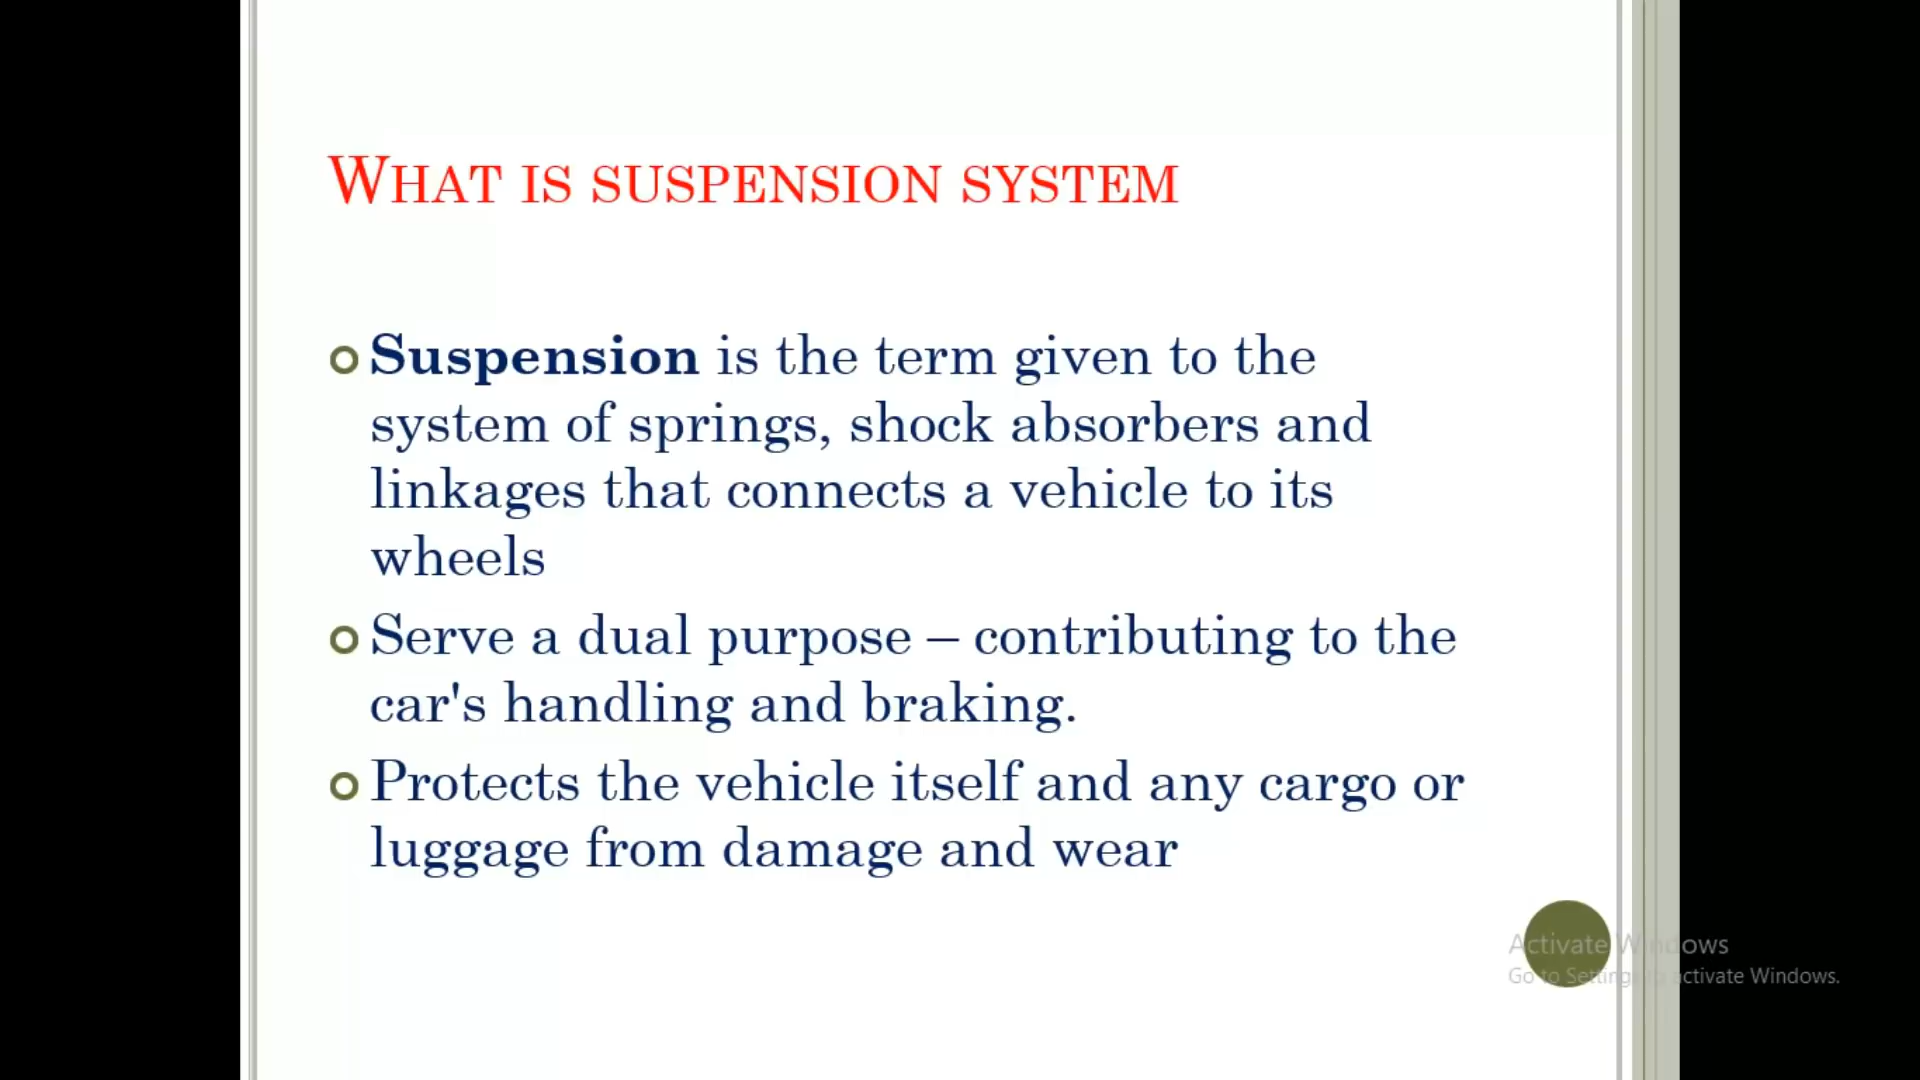 WHAT IS SUSPENSION SYSTEM
Suspension is the term given to the
system of springs, shock absorbers and
linkages that connects a vehicle to its
wheels
Serve a dual purpose – contributing to the
car's handling and braking.
Protects the vehicle itself and any cargo or
luggage from damage and wear
Activate Windows
Go to Settings to activate Windows.